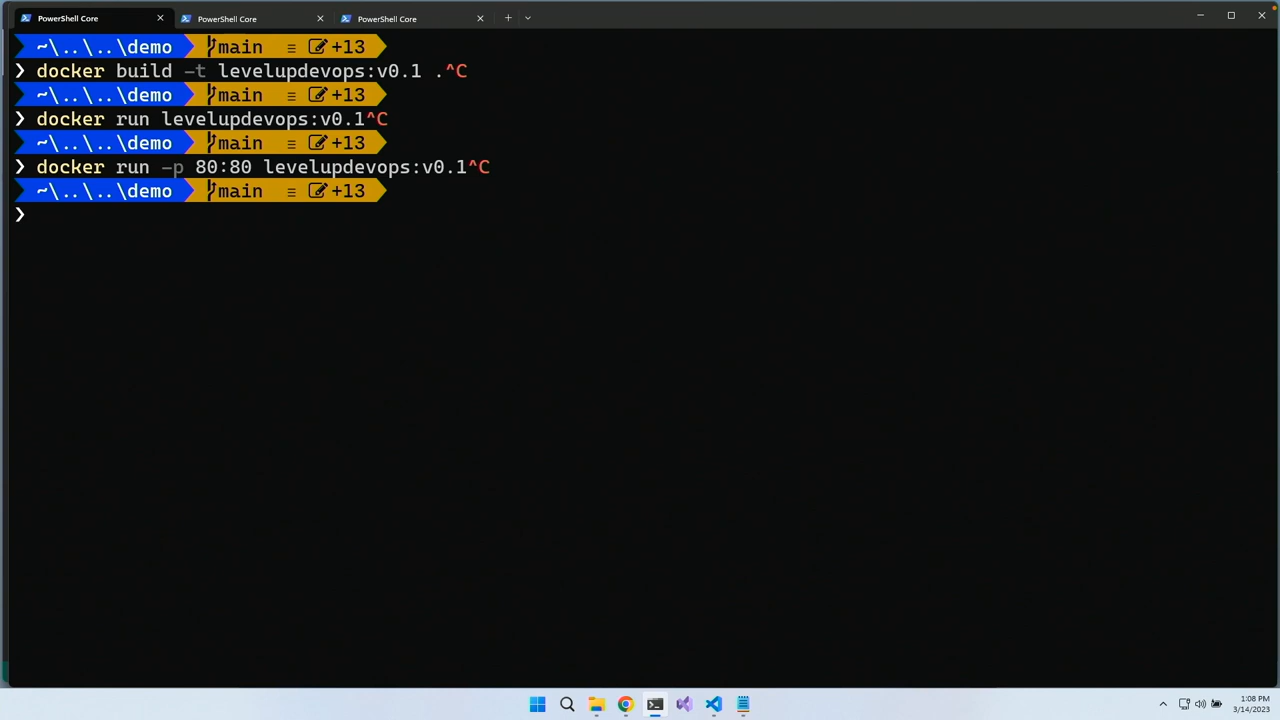 PowerShell Core
PowerShell Core
PowerShell Core
~\..\..\demo main ≡ +13
❯ docker build -t levelupdevops:v0.1 .^C
~\..\..\demo main ≡ +13
❯ docker run levelupdevops:v0.1^C
~\..\..\demo main ≡ +13
❯ docker run -p 80:80 levelupdevops:v0.1^C
~\..\..\demo main ≡ +13
❯
1:08 PM
3/14/2023